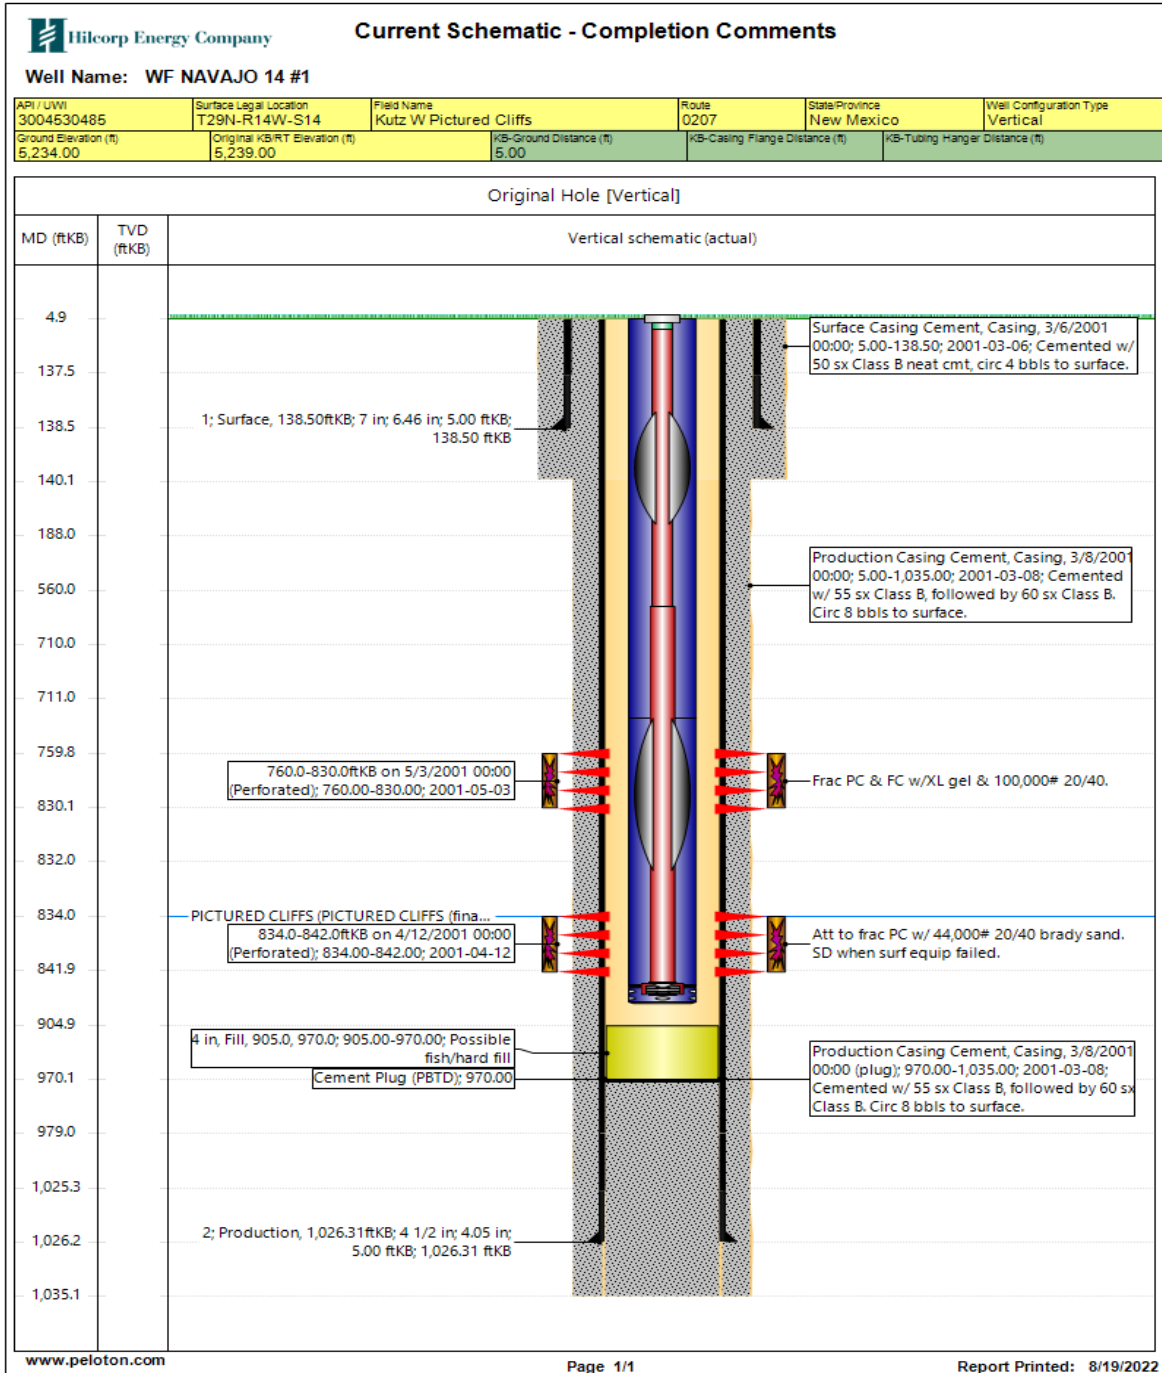 Hilcorp Energy Company
Current Schematic - Completion Comments
Well Name: WF NAVAJO 14 #1
API / UWI
3004530485
Surface Legal Location
T29N-R14W-S14
Field Name
Kutz W Pictured Cliffs
Route
0207
State/Province
New Mexico
Well Configuration Type
Vertical
Ground Elevation (ft)
5,234.00
Original KB/RT Elevation (ft)
5,239.00
KB-Ground Distance (ft)
5.00
KB-Casing Flange Distance (ft)
KB-Tubing Hanger Distance (ft)
Original Hole [Vertical]
MD (ftKB)
TVD
(ftKB)
Vertical schematic (actual)
4.9
Surface Casing Cement, Casing, 3/6/2001
00:00; 5.00-138.50; 2001-03-06; Cemented w/
50 sx Class B neat cmt, circ 4 bbls to surface.
137.5
1; Surface, 138.50ftKB; 7 in; 6.46 in; 5.00 ftKB;
138.50 ftKB
138.5
140.1
188.0
Production Casing Cement, Casing, 3/8/2001
00:00; 5.00-1,035.00; 2001-03-08; Cemented
w/ 55 sx Class B, followed by 60 sx Class B.
Circ 8 bbls to surface.
560.0
710.0
711.0
759.8
760.0-830.0ftKB on 5/3/2001 00:00
(Perforated); 760.00-830.00; 2001-05-03
Frac PC & FC w/XL gel & 100,000# 20/40.
830.1
832.0
834.0
PICTURED CLIFFS (PICTURED CLIFFS (fina...
834.0-842.0ftKB on 4/12/2001 00:00
(Perforated); 834.00-842.00; 2001-04-12
Att to frac PC w/ 44,000# 20/40 brady sand.
SD when surf equip failed.
841.9
904.9
4 in, Fill, 905.0, 970.0; 905.00-970.00; Possible
fish/hard fill
Cement Plug (PBTD); 970.00
Production Casing Cement, Casing, 3/8/2001
00:00 (plug); 970.00-1,035.00; 2001-03-08;
Cemented w/ 55 sx Class B, followed by 60 sx
Class B. Circ 8 bbls to surface.
970.1
979.0
1,025.3
2; Production, 1,026.31ftKB; 4 1/2 in; 4.05 in;
5.00 ftKB; 1,026.31 ftKB
1,026.2
1,035.1
www.peloton.com
Page 1/1
Report Printed: 8/19/2022